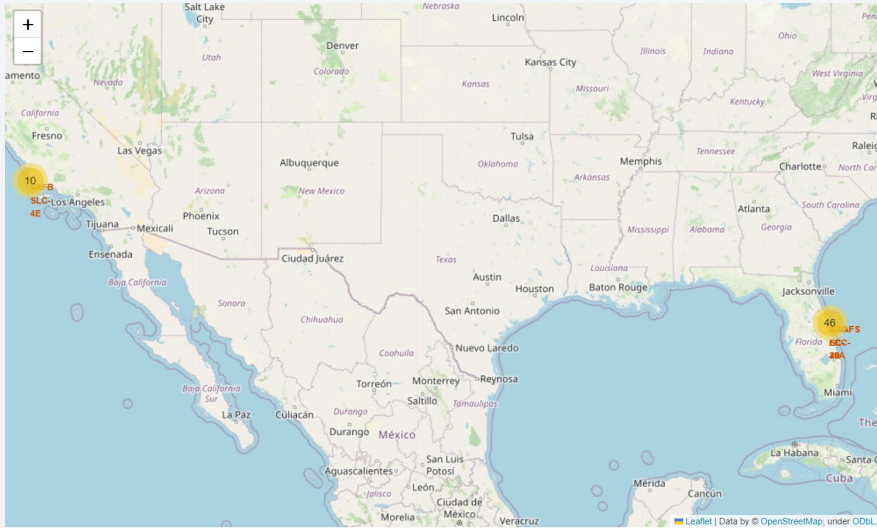 Salt Lake
City
Nebraska
Lincoln
Ohio
+
−
Denver
Illinois
Indiana
Utah
Kansas City
Colorado
Nevada
West Virginia
amento
Kansas
Missouri
Kentucky
California
Fresno
Tulsa
Las Vegas
Tennessee
Raleig
Albuquerque
Memphis
Charlotte
North Car
Oklahoma
Arkansas
10
FB
Arizona
New Mexico
SLC-
Los Angeles
South Carolina
4E
Phoenix
Atlanta
Dallas
Tijuana
Mexicali
Tucson
Mississippi
Alabama
Georgia
Ensenada
Ciudad Juárez
Texas
Louisiana
Austin
Baja California
Houston
Baton Rouge
Jacksonville
Sonora
San Antonio
Chihuahua
46
AFS
Florida
Nuevo Laredo
Coahuila
Torreón
Monterrey
Reynosa
Baja California
Sur
Miami
Saltillo
Tamaulipas
La Paz
Culiacán
Durango
The
Durango
México
La Habana
Santa C
San Luis
Potosí
Aguascalientes
Cuba
León
Mérida
Cancún
Jalisco
Ciudad de
México
Morelia
Veracruz
Leaflet | Data by © OpenStreetMap, under ODbL